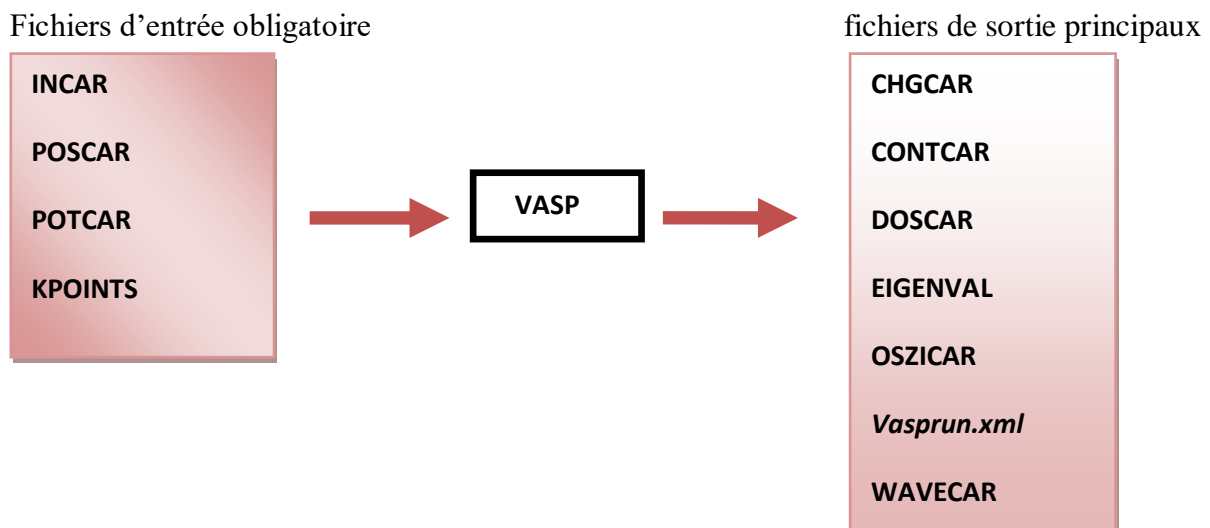 Fichiers d’entrée obligatoire
fichiers de sortie principaux
INCAR
POSCAR
POTCAR
KPOINTS
VASP
CHGCAR
CONTCAR
DOSCAR
EIGENVAL
OSZICAR
Vasprun.xml
WAVECAR